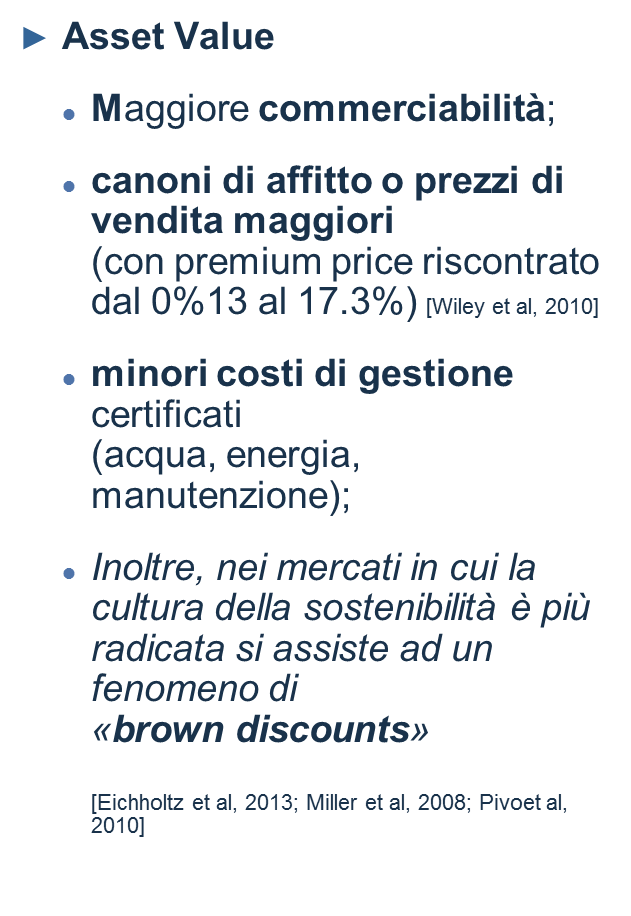 ► Asset Value
• Maggiore commerciabilità;
• canoni di affitto o prezzi di
vendita maggiori
(con premium price riscontrato
dal 0%13 al 17.3%) [Wiley et al, 2010]
• minori costi di gestione
certificati
(acqua, energia,
manutenzione);
• Inoltre, nei mercati in cui la
cultura della sostenibilità è più
radicata si assiste ad un
fenomeno di
«brown discounts»
[Eichholtz et al, 2013; Miller et al, 2008; Pivoet al,
2010]